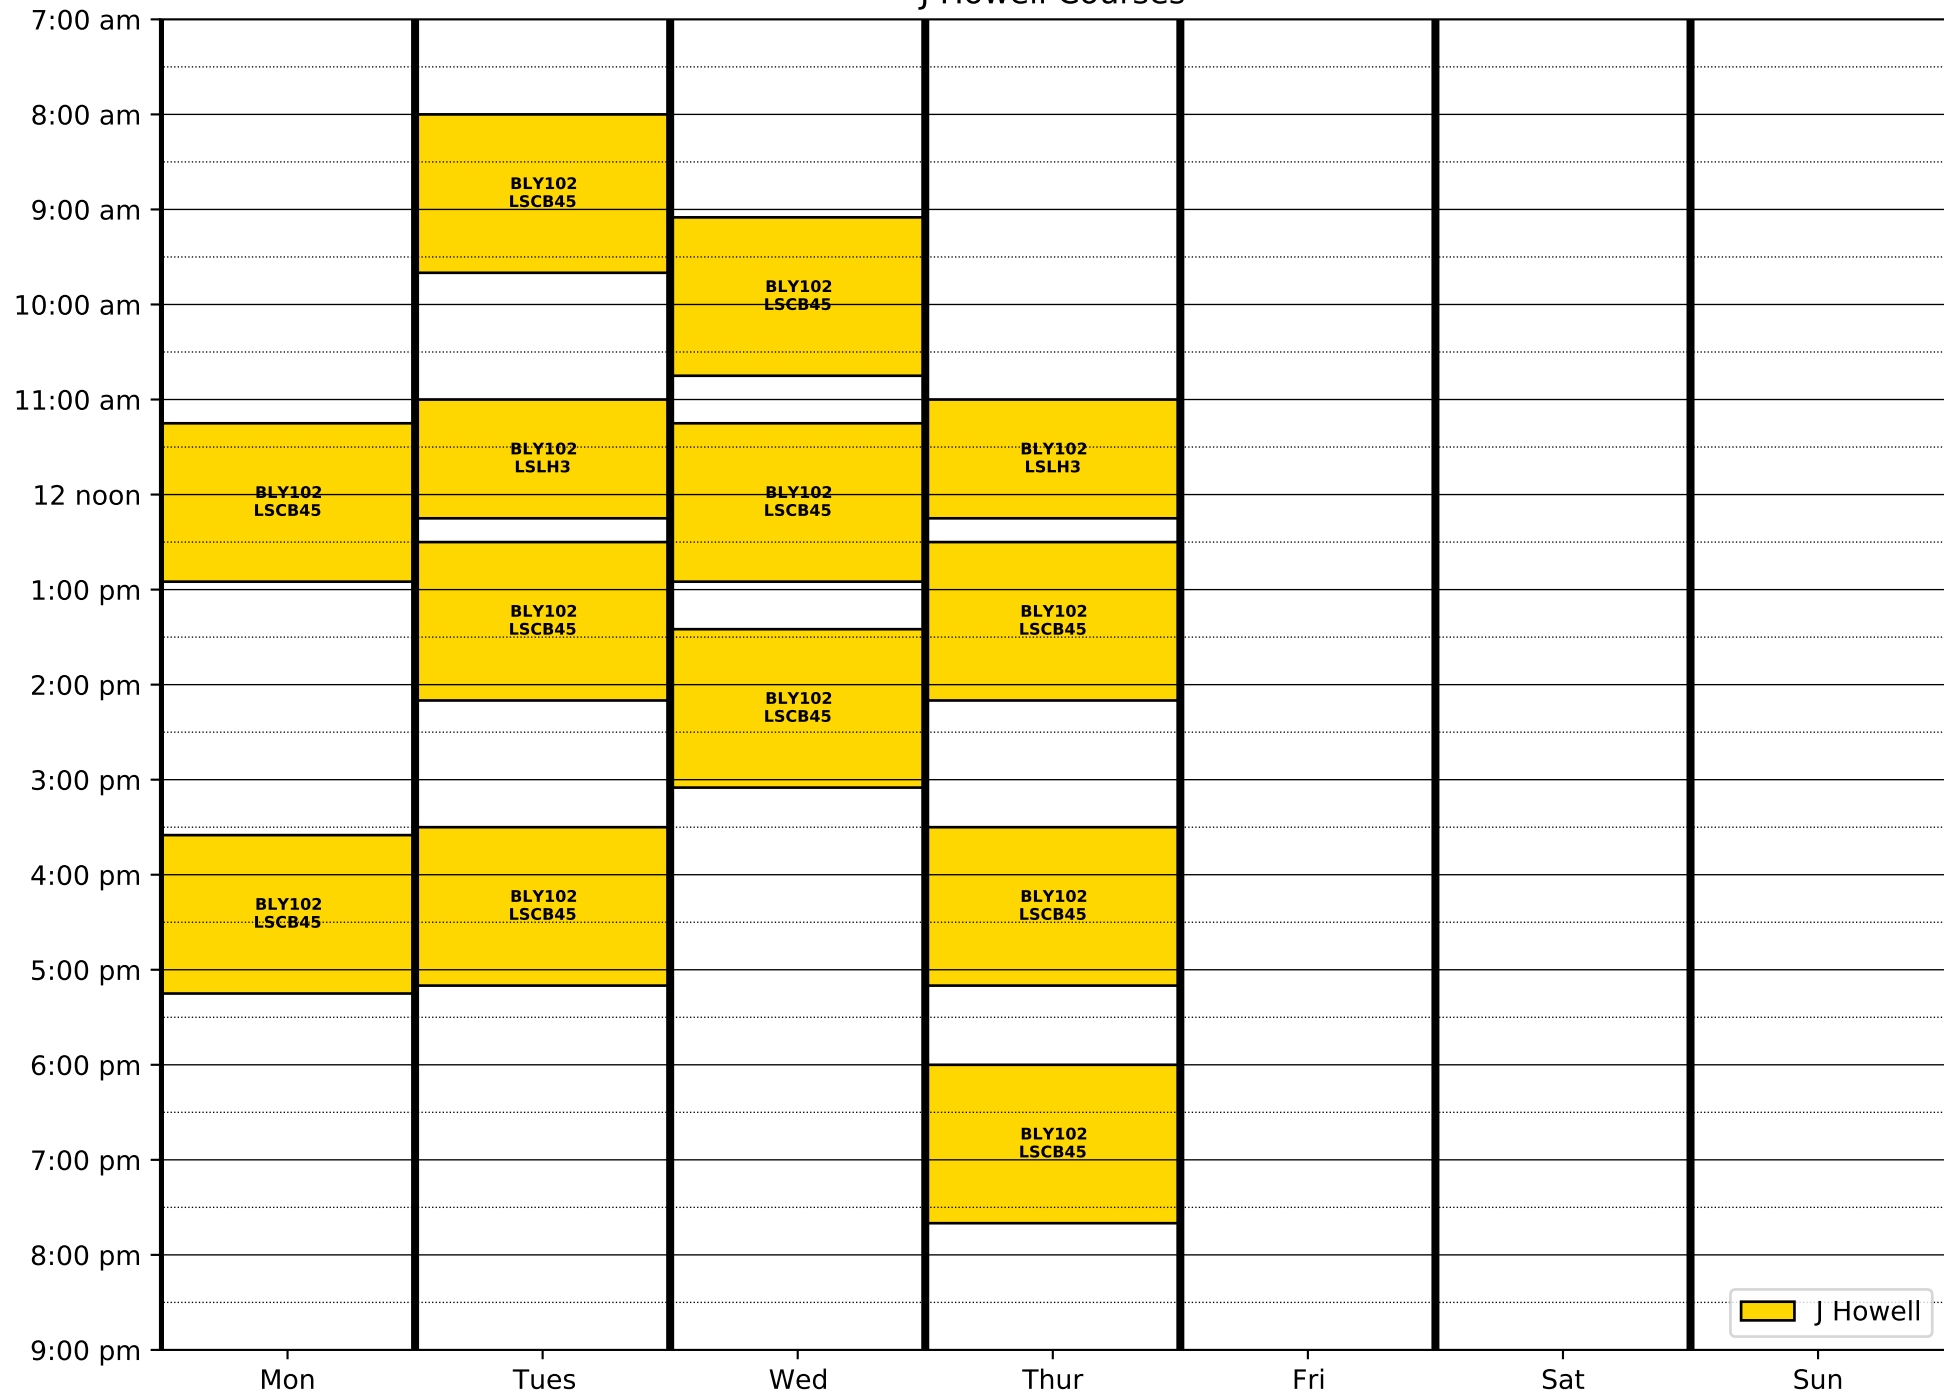 J Howell Courses
7:00 am
8:00 am
9:00 am
10:00 am
11:00 am
12 noon
1:00 pm
2:00 pm
3:00 pm
4:00 pm
5:00 pm
6:00 pm
7:00 pm
8:00 pm
9:00 pm
BLY102
LSCB45
BLY102
LSCB45
BLY102
LSCB45
BLY102
LSLH3
BLY102
LSCB45
BLY102
LSCB45
BLY102
LSCB45
BLY102
LSCB45
BLY102
LSCB45
BLY102
LSLH3
BLY102
LSCB45
BLY102
LSCB45
BLY102
LSCB45
Mon
Tues
Wed
Thur
Fri
Sat
Sun
J Howell